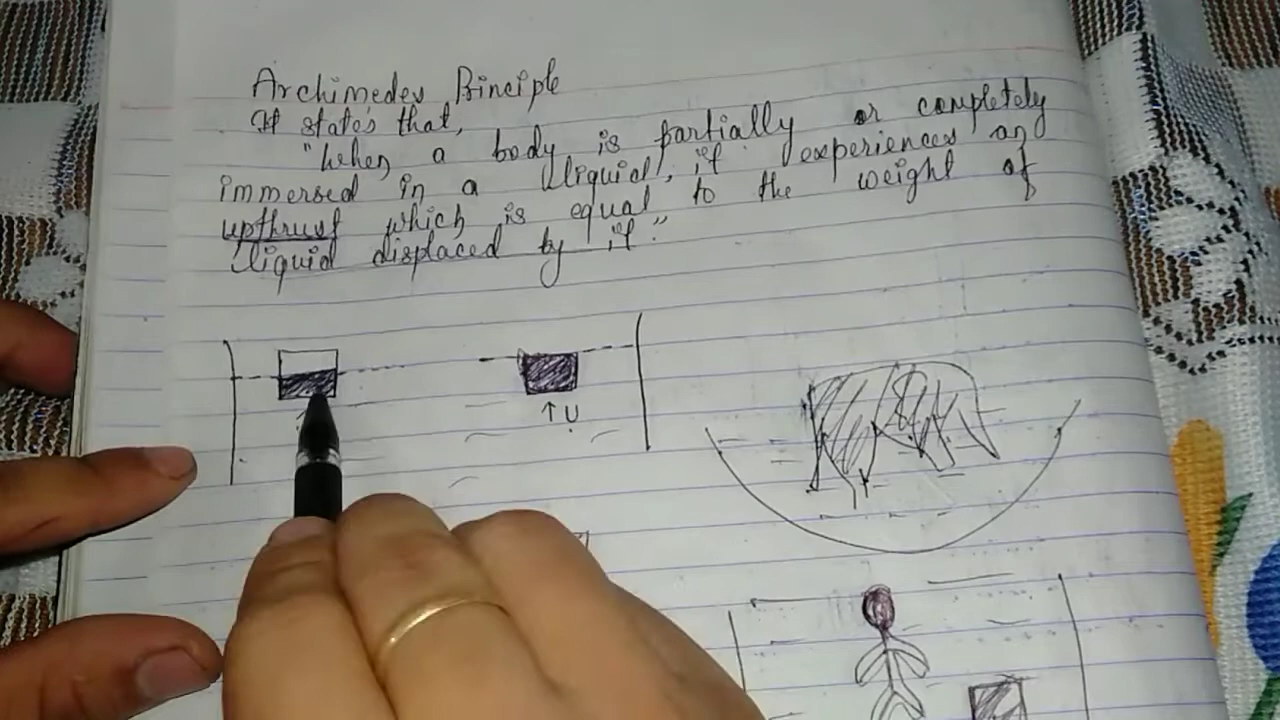 Archimedes Principle
It states that,
"When a body is partially or completely
immersed in a liquid, it experiences an
upthrust which is equal to the weight of
liquid displaced by it."
↑ U